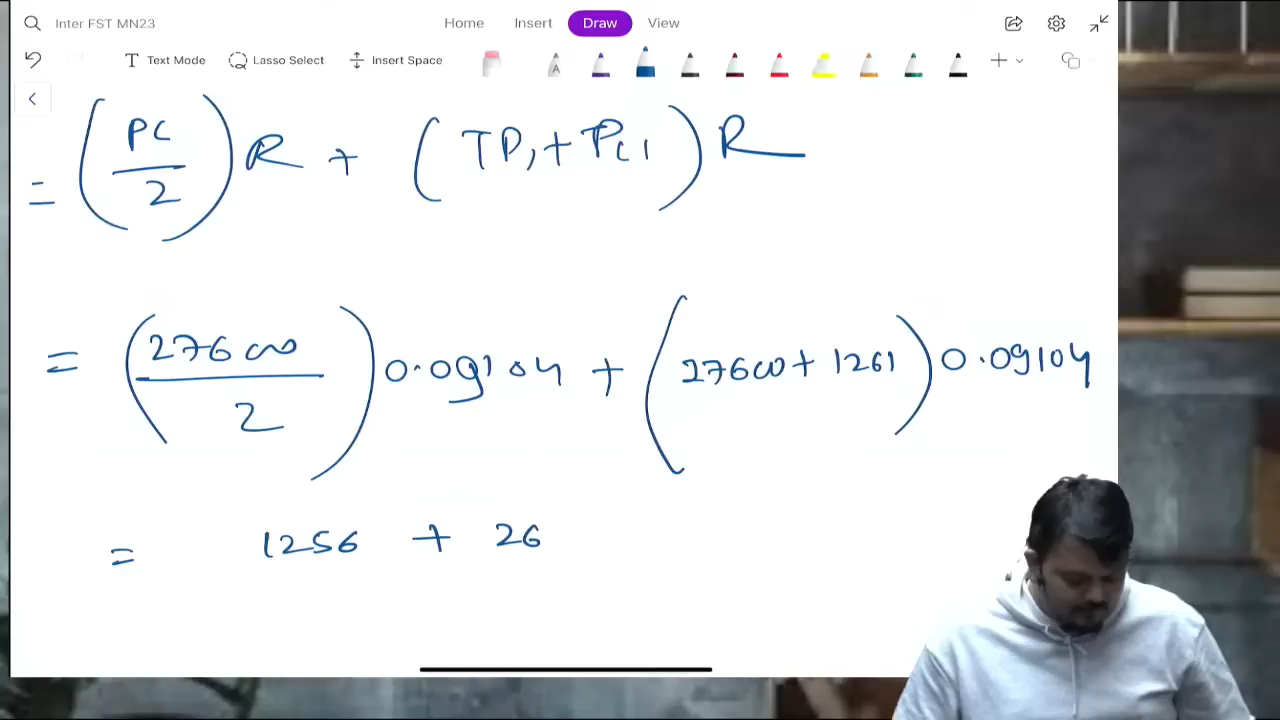 Inter FST MN23 Home Insert Draw View
T Text Mode Lasso Select Insert Space
= (PC/2) R + (TP1 + PC1) R
= (27600/2) 0.09104 + (27600 + 1261) 0.09104
= 1256 + 26